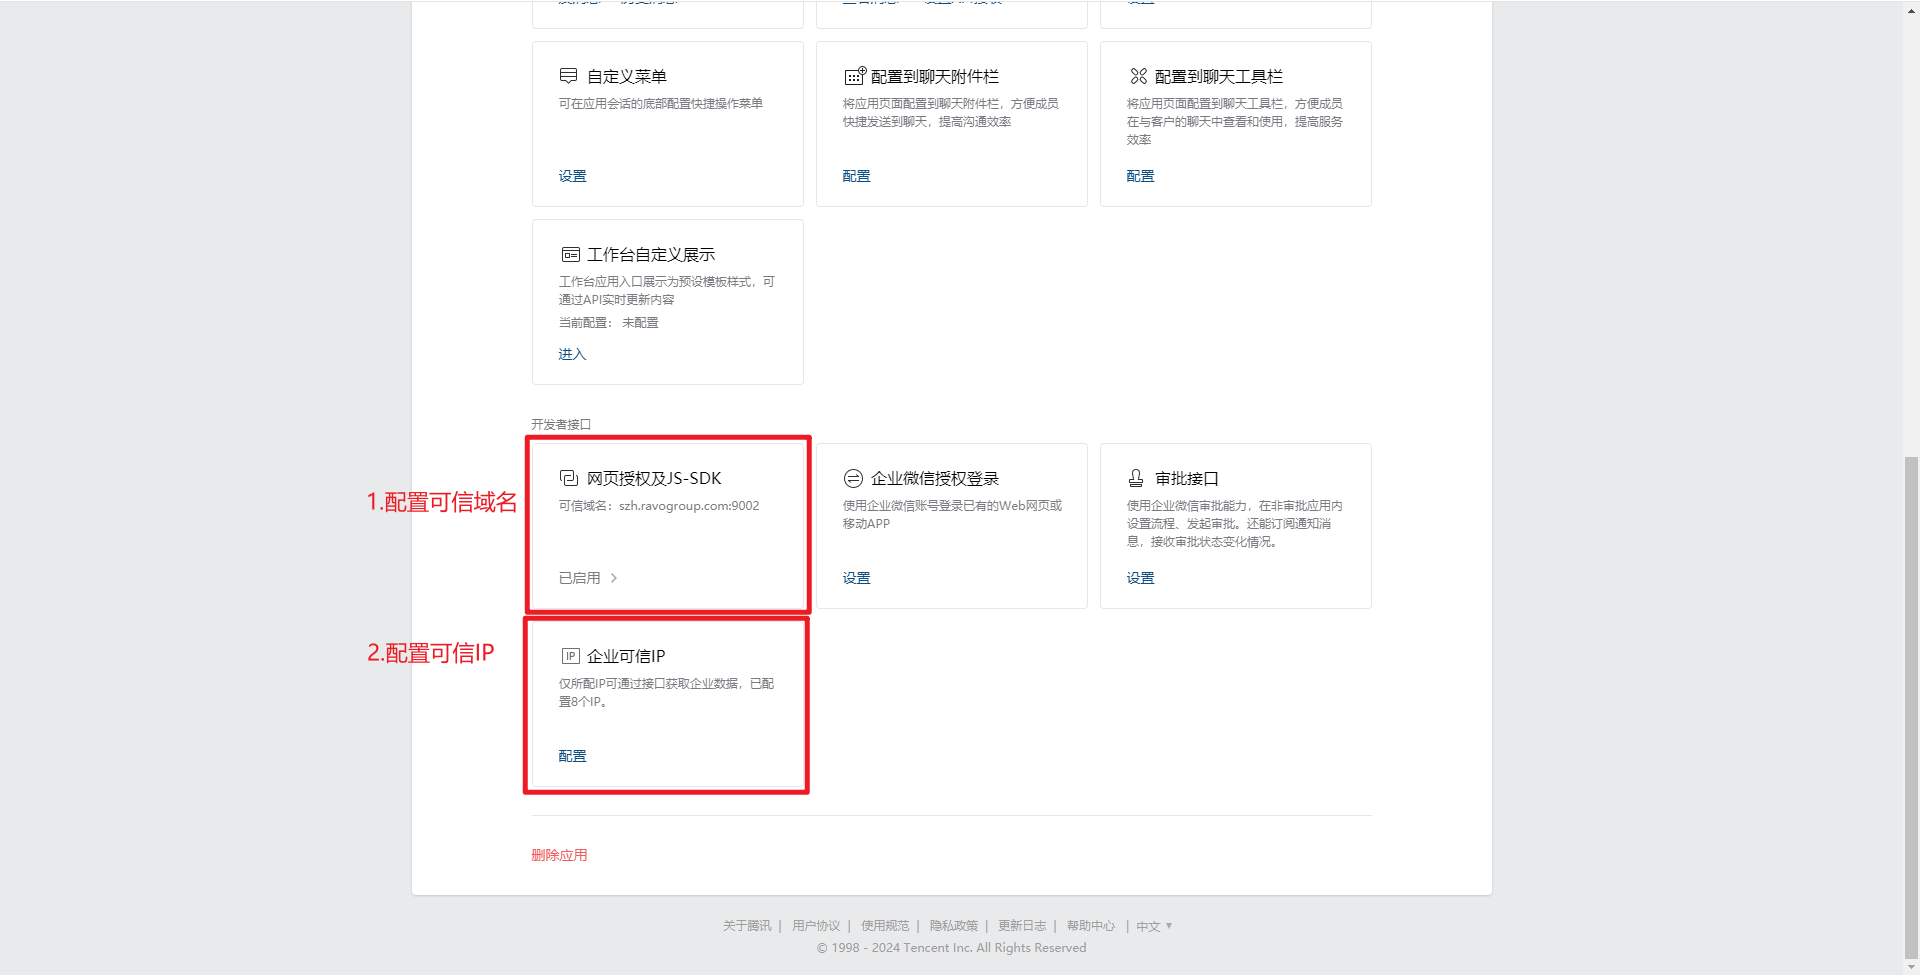 自定义菜单
可在应用会话的底部配置快捷操作菜单
设置
配置到聊天附件栏
将应用页面配置到聊天附件栏，方便成员
快捷发送到聊天，提高沟通效率
配置
配置到聊天工具栏
将应用页面配置到聊天工具栏，方便成员
在与客户的聊天中查看和使用，提高服务
效率
配置
工作台自定义展示
工作台应用入口展示为预设模板样式，可
通过API实时更新内容
当前配置： 未配置
进入
开发者接口
1.配置可信域名
网页授权及JS-SDK
可信域名：szh.ravogroup.com:9002
已启用
企业微信授权登录
使用企业微信账号登录已有的Web网页或
移动APP
设置
审批接口
使用企业微信审批能力，在非审批应用内
设置流程、发起审批。还能订阅通知消
息，接收审批状态变化情况。
设置
2.配置可信IP
IP 企业可信IP
仅所配IP可通过接口获取企业数据，已配
置8个IP。
配置
删除应用
关于腾讯 | 用户协议 | 使用规范 | 隐私政策 | 更新日志 | 帮助中心 | 中文
© 1998 - 2024 Tencent Inc. All Rights Reserved